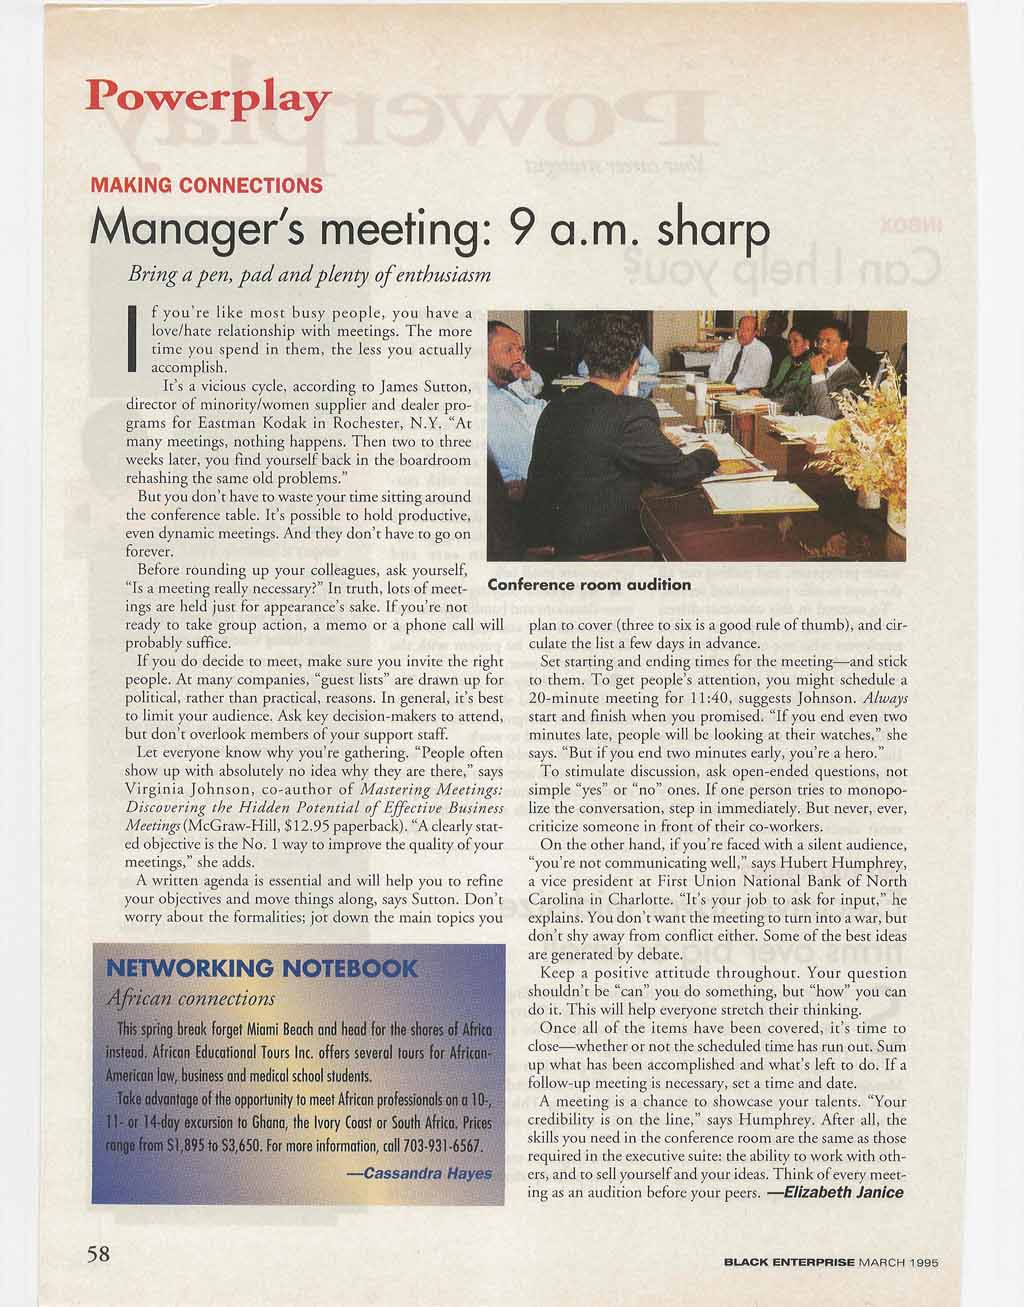 Powerplay
MAKING CONNECTIONS
Manager's meeting: 9 a.m. sharp
Bring a pen, pad and plenty of enthusiasm
If you're like most busy people, you have a
love/hate relationship with meetings. The more
time you spend in them, the less you actually
accomplish.
It's a vicious cycle, according to James Sutton,
director of minority/women supplier and dealer pro-
grams for Eastman Kodak in Rochester, N.Y. "At
many meetings, nothing happens. Then two to three
weeks later, you find yourself back in the boardroom
rehashing the same old problems."
But you don't have to waste your time sitting around
the conference table. It's possible to hold productive,
even dynamic meetings. And they don't have to go on
forever.
Before rounding up your colleagues, ask yourself,
"Is a meeting really necessary?" In truth, lots of meet-
ings are held just for appearance's sake. If you're not
ready to take group action, a memo or a phone call will
probably suffice.
If you do decide to meet, make sure you invite the right
people. At many companies, "guest lists" are drawn up for
political, rather than practical, reasons. In general, it's best
to limit your audience. Ask key decision-makers to attend,
but don't overlook members of your support staff.
Let everyone know why you're gathering. "People often
show up with absolutely no idea why they are there," says
Virginia Johnson, co-author of Mastering Meetings:
Discovering the Hidden Potential of Effective Business
Meetings (McGraw-Hill, $12.95 paperback). "A clearly stat-
ed objective is the No. 1 way to improve the quality of your
meetings," she adds.
A written agenda is essential and will help you to refine
your objectives and move things along, says Sutton. Don't
worry about the formalities; jot down the main topics you
Conference room audition
plan to cover (three to six is a good rule of thumb), and cir-
culate the list a few days in advance.
Set starting and ending times for the meeting—and stick
to them. To get people's attention, you might schedule a
20-minute meeting for 11:40, suggests Johnson. Always
start and finish when you promised. "If you end even two
minutes late, people will be looking at their watches," she
says. "But if you end two minutes early, you're a hero."
To stimulate discussion, ask open-ended questions, not
simple "yes" or "no" ones. If one person tries to monopo-
lize the conversation, step in immediately. But never, ever,
criticize someone in front of their co-workers.
On the other hand, if you're faced with a silent audience,
"you're not communicating well," says Hubert Humphrey,
a vice president at First Union National Bank of North
Carolina in Charlotte. "It's your job to ask for input," he
explains. You don't want the meeting to turn into a war, but
don't shy away from conflict either. Some of the best ideas
are generated by debate.
Keep a positive attitude throughout. Your question
shouldn't be "can" you do something, but "how" you can
do it. This will help everyone stretch their thinking.
Once all of the items have been covered, it's time to
close—whether or not the scheduled time has run out. Sum
up what has been accomplished and what's left to do. If a
follow-up meeting is necessary, set a time and date.
A meeting is a chance to showcase your talents. "Your
credibility is on the line," says Humphrey. After all, the
skills you need in the conference room are the same as those
required in the executive suite: the ability to work with oth-
ers, and to sell yourself and your ideas. Think of every meet-
ing as an audition before your peers. —Elizabeth Janice
NETWORKING NOTEBOOK
African connections
This spring break forget Miami Beach and head for the shores of Africa
instead. African Educational Tours Inc. offers several tours for African-
American law, business and medical school students.
Take advantage of the opportunity to meet African professionals on a 10-,
11- or 14-day excursion to Ghana, the Ivory Coast or South Africa. Prices
range from $1,895 to $3,650. For more information, call 703-931-6567.
—Cassandra Hayes
58
BLACK ENTERPRISE MARCH 1995